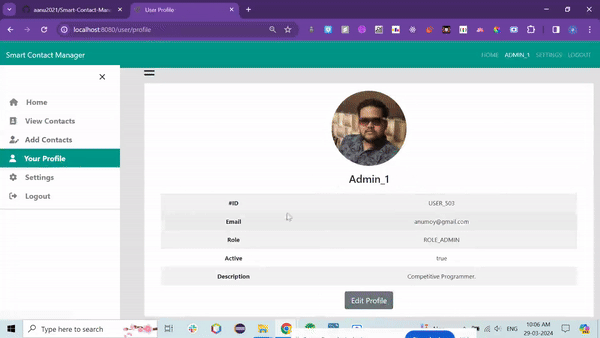 aanu2021/Smart-Contact-Man
User Profile
localhost:8080/user/profile
Smart Contact Manager
HOME ADMIN_1 SETTINGS LOGOUT
Home
View Contacts
Add Contacts
Your Profile
Settings
Logout
Admin_1
#ID USER_503
Email anumoy@gmail.com
Role ROLE_ADMIN
Active true
Description Competitive Programmer.
Edit Profile
Type here to search
ENG
10:06 AM
29-03-2024